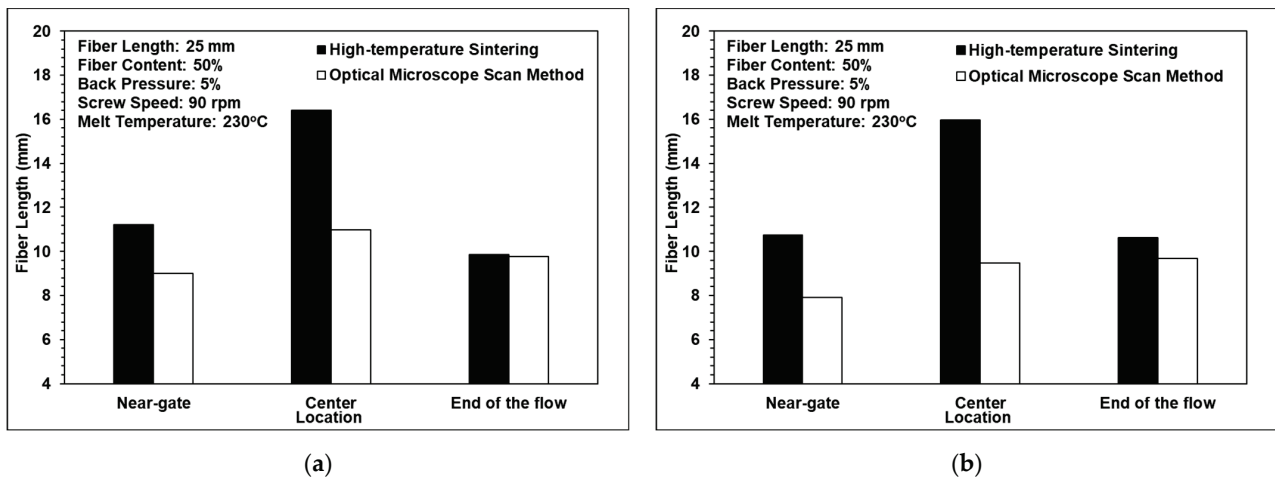 20
18
16
14
12
10
8
6
4
Fiber Length (mm)
Fiber Length: 25 mm
Fiber Content: 50%
Back Pressure: 5%
Screw Speed: 90 rpm
Melt Temperature: 230°C
High-temperature Sintering
Optical Microscope Scan Method
Near-gate
Center
End of the flow
Location
(a)
20
18
16
14
12
10
8
6
4
Fiber Length (mm)
Fiber Length: 25 mm
Fiber Content: 50%
Back Pressure: 5%
Screw Speed: 90 rpm
Melt Temperature: 230°C
High-temperature Sintering
Optical Microscope Scan Method
Near-gate
Center
End of the flow
Location
(b)